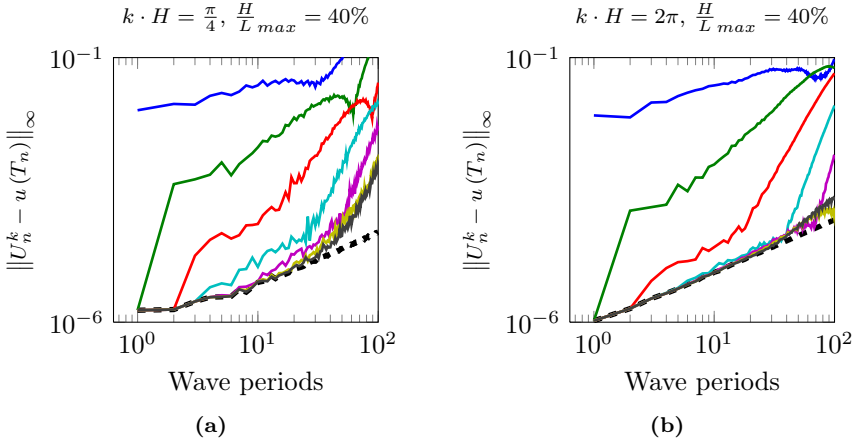 k · H = π/4, H/L max = 40%
10^-1
‖U_n^k − u (T_n)‖_∞
10^-6
10^0 10^1 10^2
Wave periods
(a)
k · H = 2π, H/L max = 40%
10^-1
‖U_n^k − u (T_n)‖_∞
10^-6
10^0 10^1 10^2
Wave periods
(b)